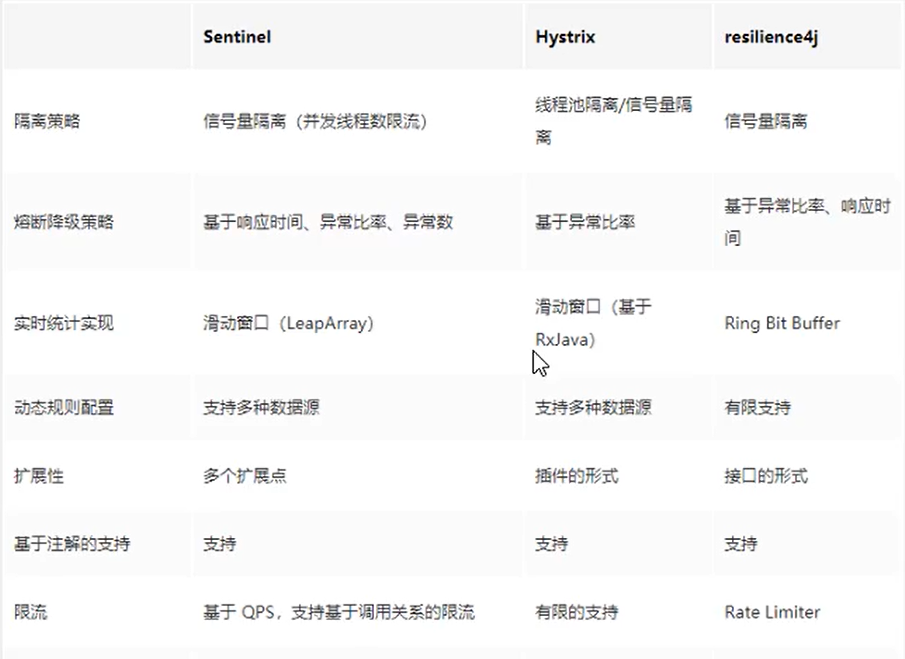 Sentinel Hystrix resilience4j
隔离策略 信号量隔离（并发线程数限流） 线程池隔离/信号量隔离 信号量隔离
熔断降级策略 基于响应时间、异常比率、异常数 基于异常比率 基于异常比率、响应时间
实时统计实现 滑动窗口（LeapArray） 滑动窗口（基于 RxJava） Ring Bit Buffer
动态规则配置 支持多种数据源 支持多种数据源 有限支持
扩展性 多个扩展点 插件的形式 接口的形式
基于注解的支持 支持 支持 支持
限流 基于 QPS，支持基于调用关系的限流 有限的支持 Rate Limiter